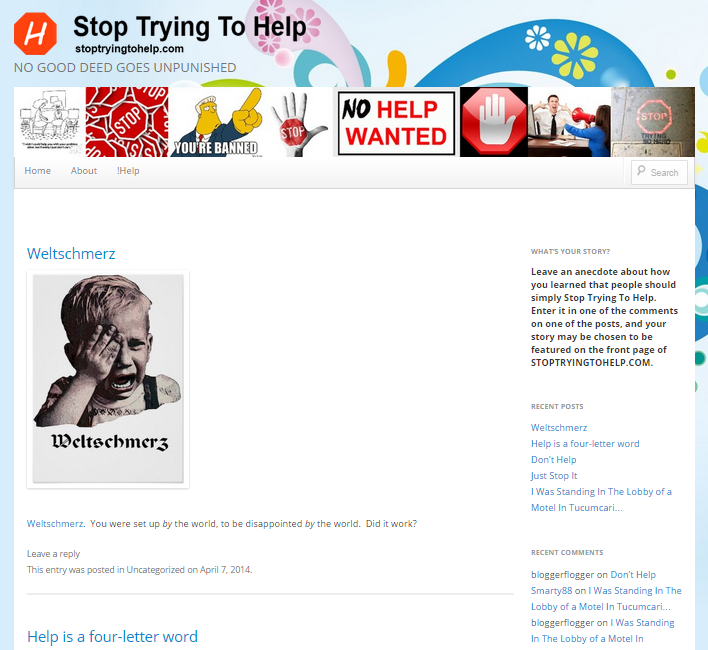 H
Stop Trying To Help
stoptryingtohelp.com
NO GOOD DEED GOES UNPUNISHED
STOP
YOU'RE BANNED
STOP
NO HELP
WANTED
STOP
TRYING
SO HARD
Home About !Help Search
Weltschmerz
Weltschmerz
Weltschmerz. You were set up by the world, to be disappointed by the world. Did it work?
Leave a reply
This entry was posted in Uncategorized on April 7, 2014.
Help is a four-letter word
WHAT'S YOUR STORY?
Leave an anecdote about how
you learned that people should
simply Stop Trying To Help.
Enter it in one of the comments
on one of the posts, and your
story may be chosen to be
featured on the front page of
STOPTRYINGTOHELP.COM.
RECENT POSTS
Weltschmerz
Help is a four-letter word
Don't Help
Just Stop It
I Was Standing In The Lobby of a
Motel In Tucumcari...
RECENT COMMENTS
bloggerflogger on Don't Help
Smarty88 on I Was Standing In The
Lobby of a Motel In Tucumcari...
bloggerflogger on I Was Standing
In The Lobby of a Motel In